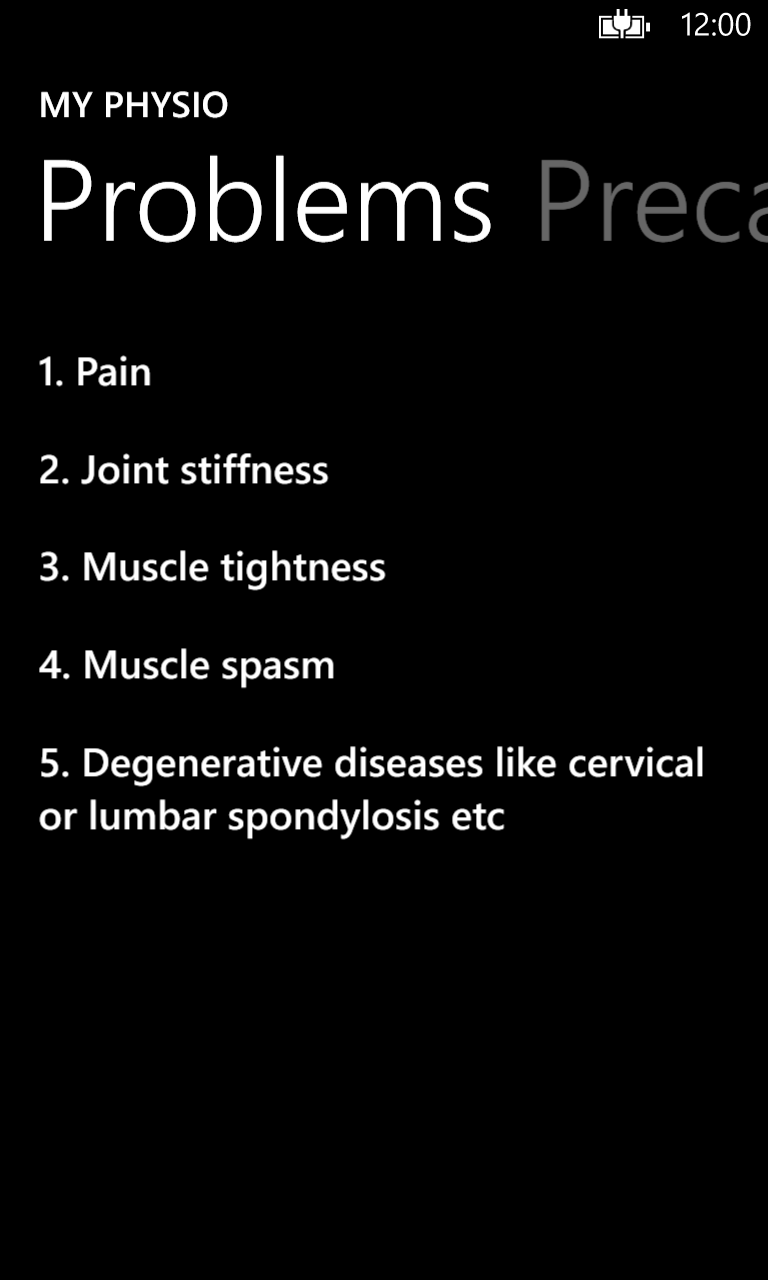 12:00
MY PHYSIO
Problems Preca
1. Pain
2. Joint stiffness
3. Muscle tightness
4. Muscle spasm
5. Degenerative diseases like cervical
or lumbar spondylosis etc